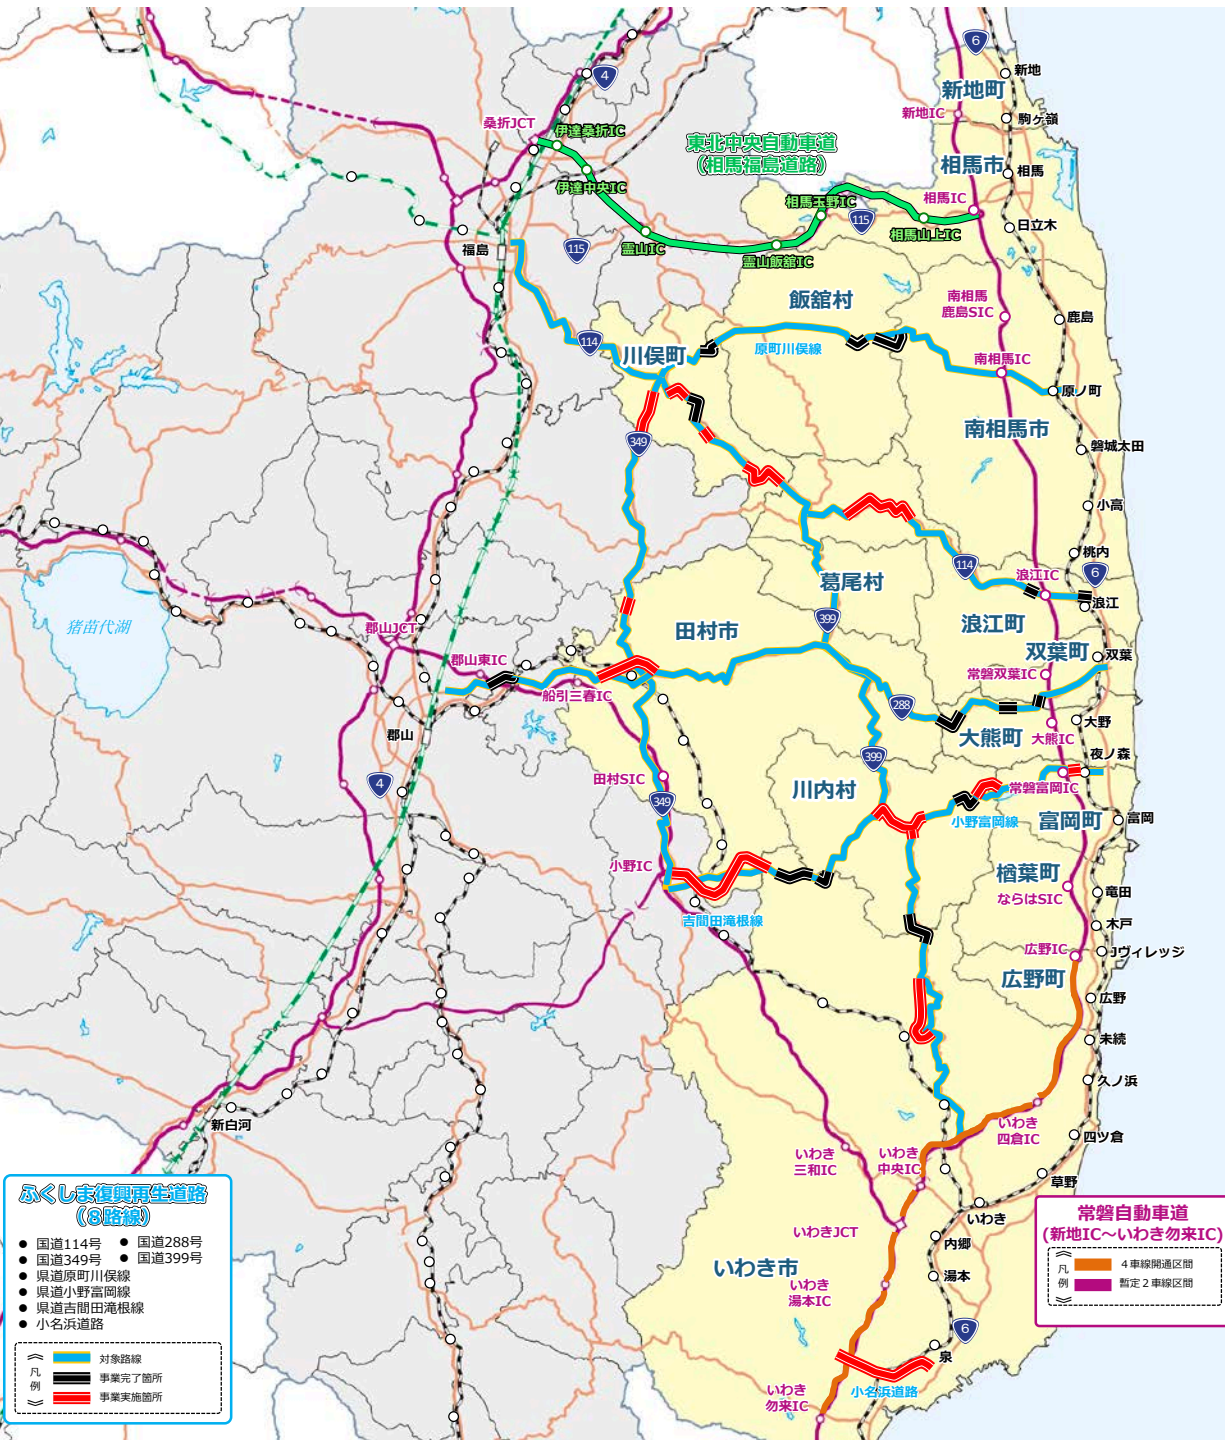 6
新地
新地町
新地IC
駒ヶ嶺
4
桑折JCT
伊達桑折IC
東北中央自動車道
（相馬福島道路）
相馬市
相馬
伊達中央IC
相馬玉野IC
相馬IC
115
相馬山上IC
日立木
福島
115
霊山IC
霊山飯舘IC
飯舘村
南相馬
鹿島SIC
鹿島
114
川俣町
原町川俣線
南相馬IC
原ノ町
349
南相馬市
磐城太田
小高
桃内
114
6
葛尾村
浪江IC
浪江
猪苗代湖
399
田村市
浪江町
郡山JCT
双葉町
双葉
郡山東IC
常磐双葉IC
船引三春IC
288
大野
郡山
大熊町
大熊IC
夜ノ森
4
田村SIC
399
川内村
常磐富岡IC
349
小野富岡線
富岡町
富岡
小野IC
楢葉町
ならはSIC
竜田
吉間田滝根線
木戸
広野IC
Jヴィレッジ
広野町
広野
末続
久ノ浜
新白河
いわき
四倉IC
四ツ倉
いわき
三和IC
いわき
中央IC
草野
ふくしま復興再生道路
（８路線）
● 国道114号 ● 国道288号
● 国道349号 ● 国道399号
● 県道原町川俣線
● 県道小野富岡線
● 県道吉間田滝根線
● 小名浜道路
凡例
対象路線
事業完了箇所
事業実施箇所
いわき
常磐自動車道
(新地IC～いわき勿来IC)
凡例
４車線開通区間
暫定２車線区間
いわきJCT
内郷
いわき市
湯本
いわき
湯本IC
6
泉
小名浜道路
いわき
勿来IC